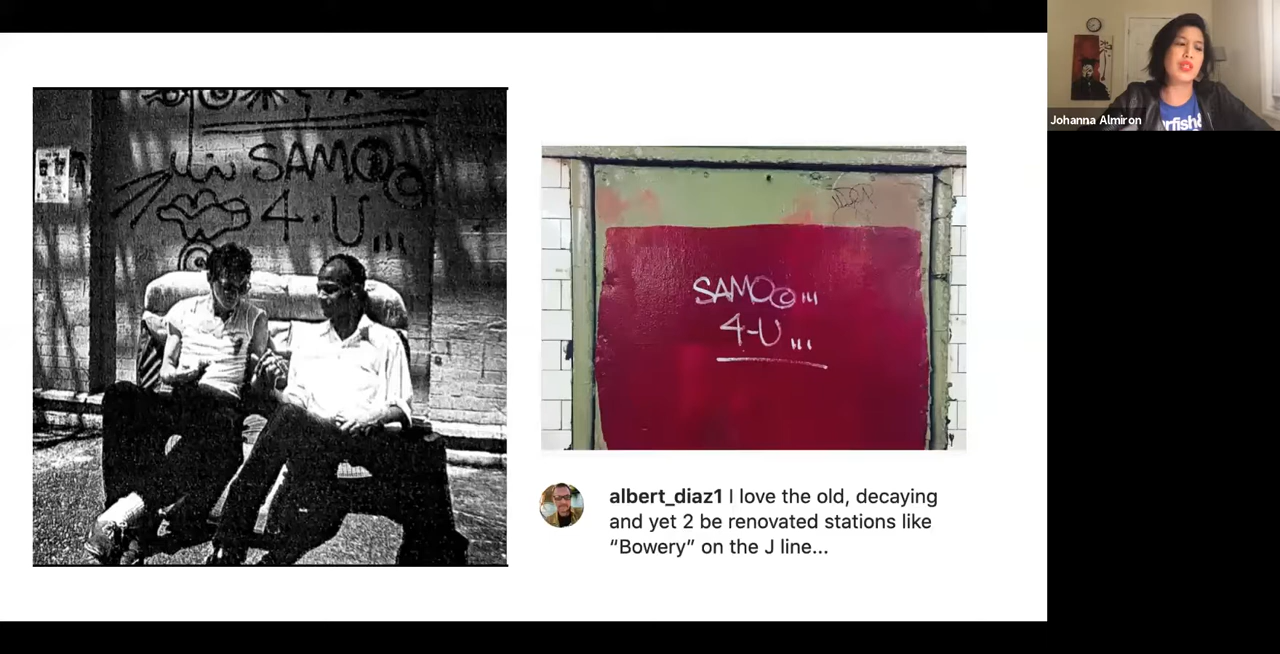 SAMO©
4·U,,,
SAMO© ,,,
4-U,,,
albert_diaz1 I love the old, decaying
and yet 2 be renovated stations like
“Bowery” on the J line...
Johanna Almiron
rfish&